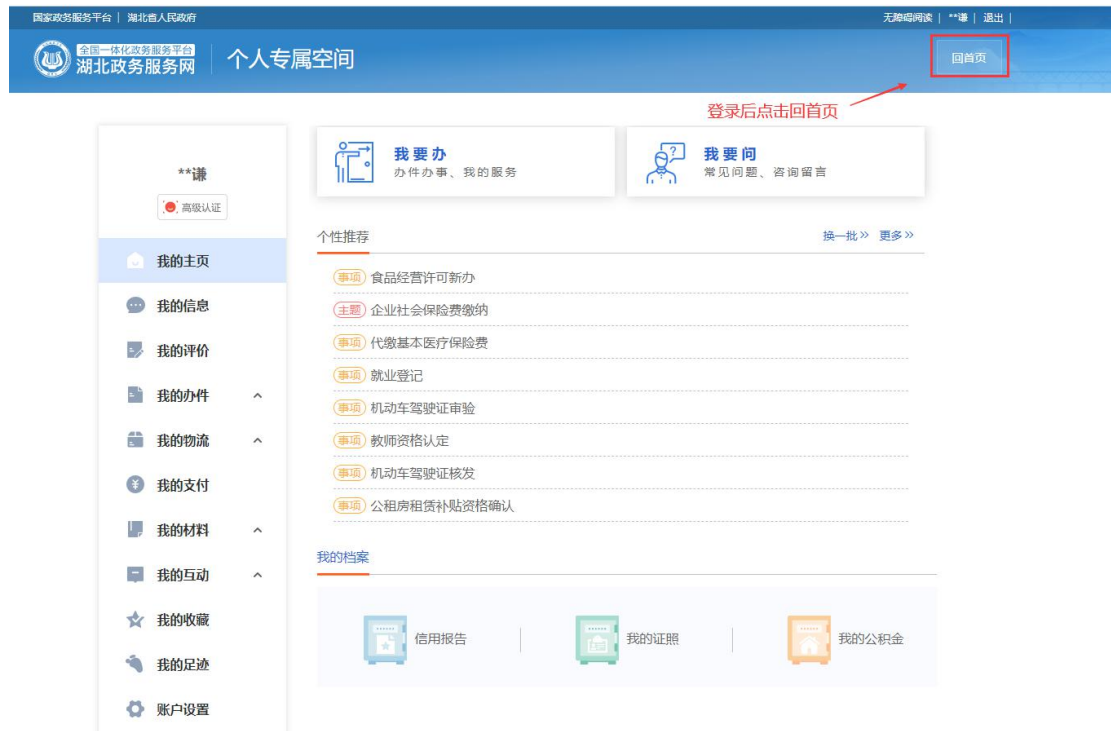 国家政务服务平台 | 湖北省人民政府
无障碍阅读 | **谦 | 退出 |
全国一体化政务服务平台
湖北政务服务网
个人专属空间
回首页
登录后点击回首页
**谦
高级认证
我的主页
我的信息
我的评价
我的办件
我的物流
我的支付
我的材料
我的互动
我的收藏
我的足迹
账户设置
我要办
办件办事、我的服务
我要问
常见问题、咨询留言
个性推荐
换一批>> 更多>>
事项 食品经营许可新办
主题 企业社会保险费缴纳
事项 代缴基本医疗保险费
事项 就业登记
事项 机动车驾驶证审验
事项 教师资格认定
事项 机动车驾驶证核发
事项 公租房租赁补贴资格确认
我的档案
信用报告
我的证照
我的公积金